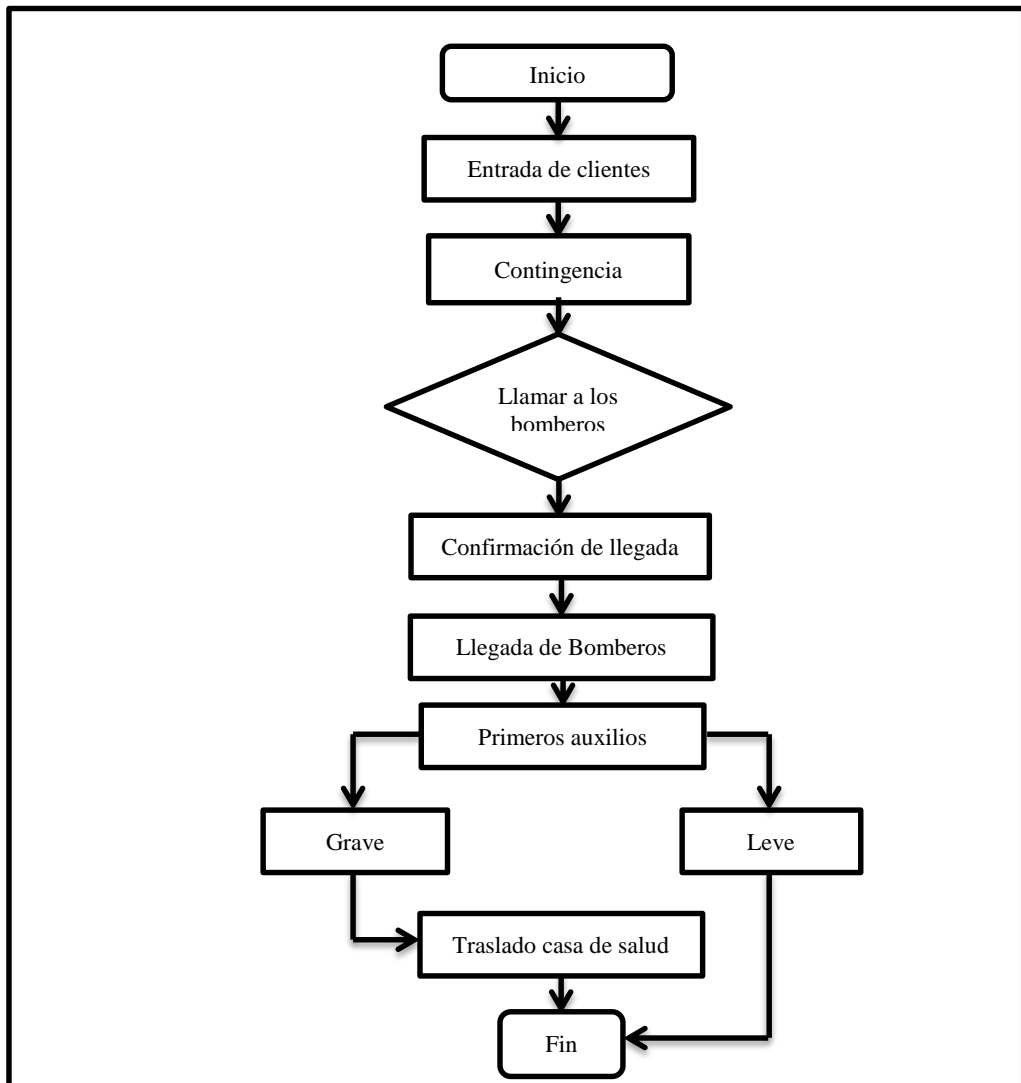 Inicio
Entrada de clientes
Contingencia
Llamar a los
bomberos
Confirmación de llegada
Llegada de Bomberos
Primeros auxilios
Grave
Leve
Traslado casa de salud
Fin